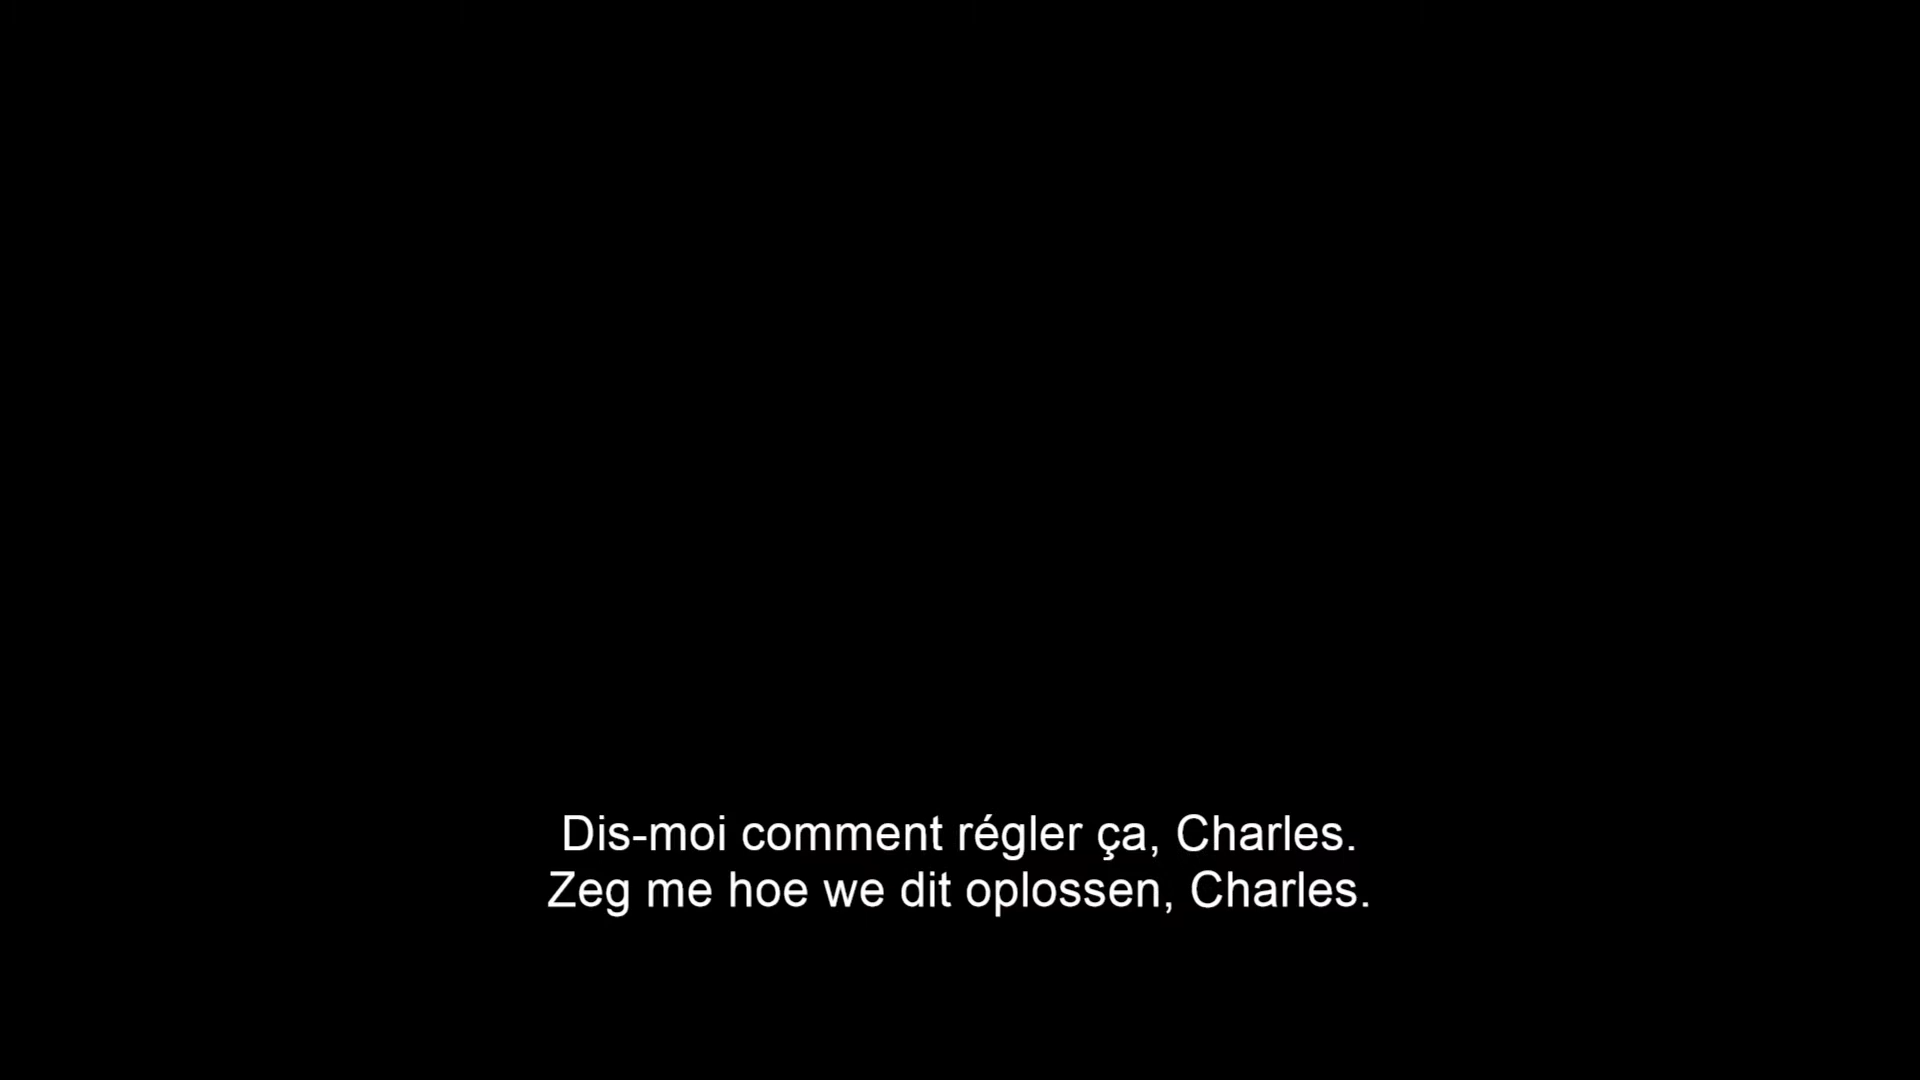 Dis-moi comment régler ça, Charles.
Zeg me hoe we dit oplossen, Charles.